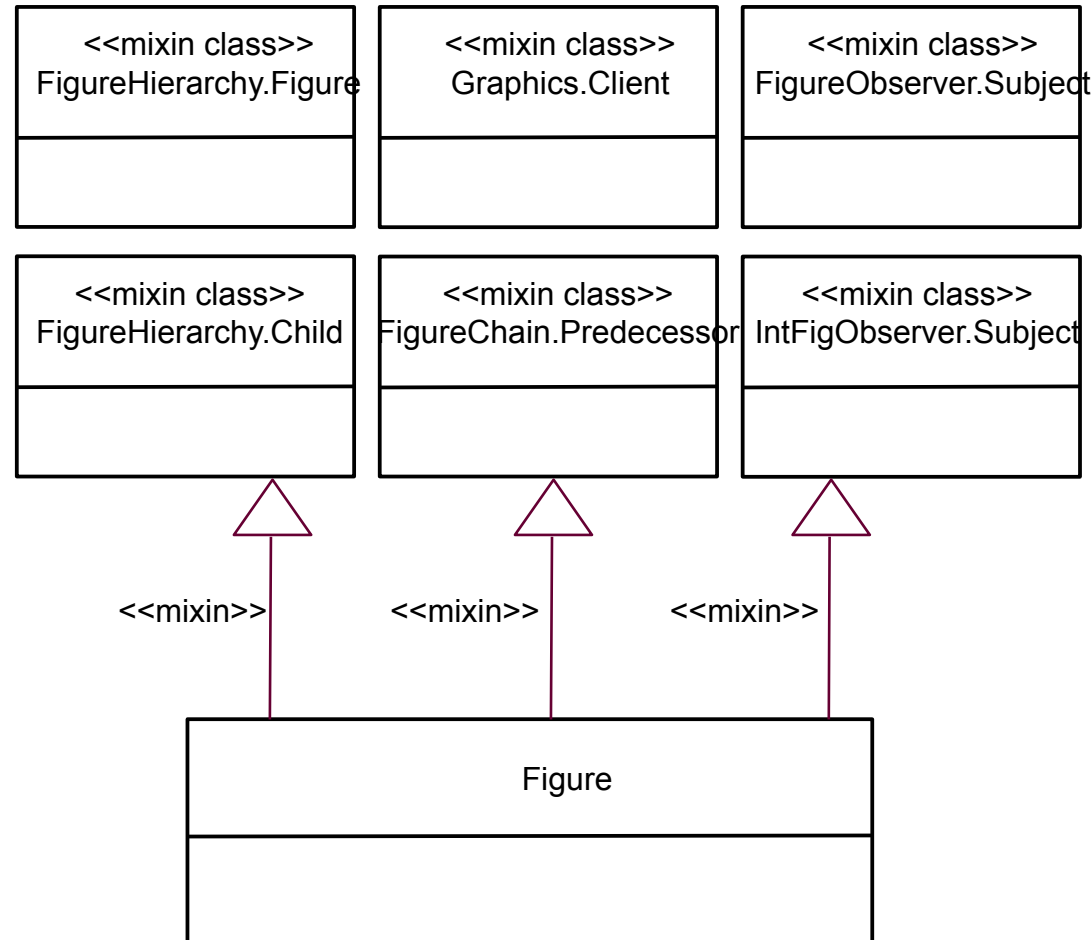 <<mixin class>>
FigureHierarchy.Figure
<<mixin class>>
Graphics.Client
<<mixin class>>
FigureObserver.Subject
<<mixin class>>
FigureHierarchy.Child
<<mixin class>>
FigureChain.Predecessor
<<mixin class>>
IntFigObserver.Subject
<<mixin>>
<<mixin>>
<<mixin>>
Figure